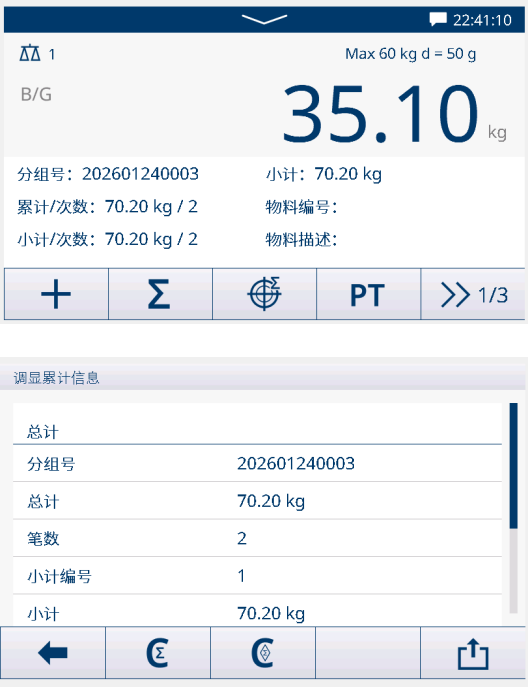 22:41:10
1 Max 60 kg d = 50 g
B/G 35.10 kg
分组号：202601240003 小计：70.20 kg
累计/次数：70.20 kg / 2 物料编号：
小计/次数：70.20 kg / 2 物料描述：
Σ Σ PT 1/3
调显累计信息
总计
分组号 202601240003
总计 70.20 kg
笔数 2
小计编号 1
小计 70.20 kg
C Σ C Σ